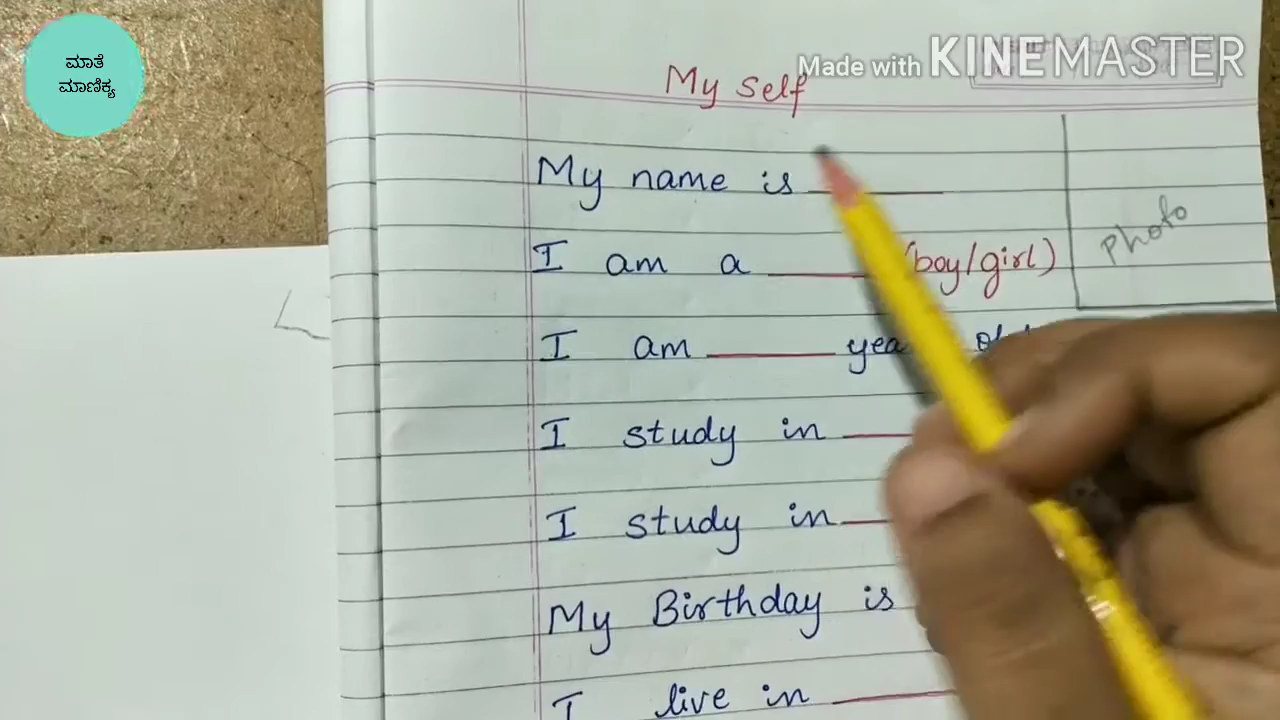 ಮಾತೆ
ಮಾಣಿಕ್ಯ
Made with KINEMASTER
My Self
My name is
I am a (boy/girl)
Photo
I am years
I study in
I study in
My Birthday is
I live in